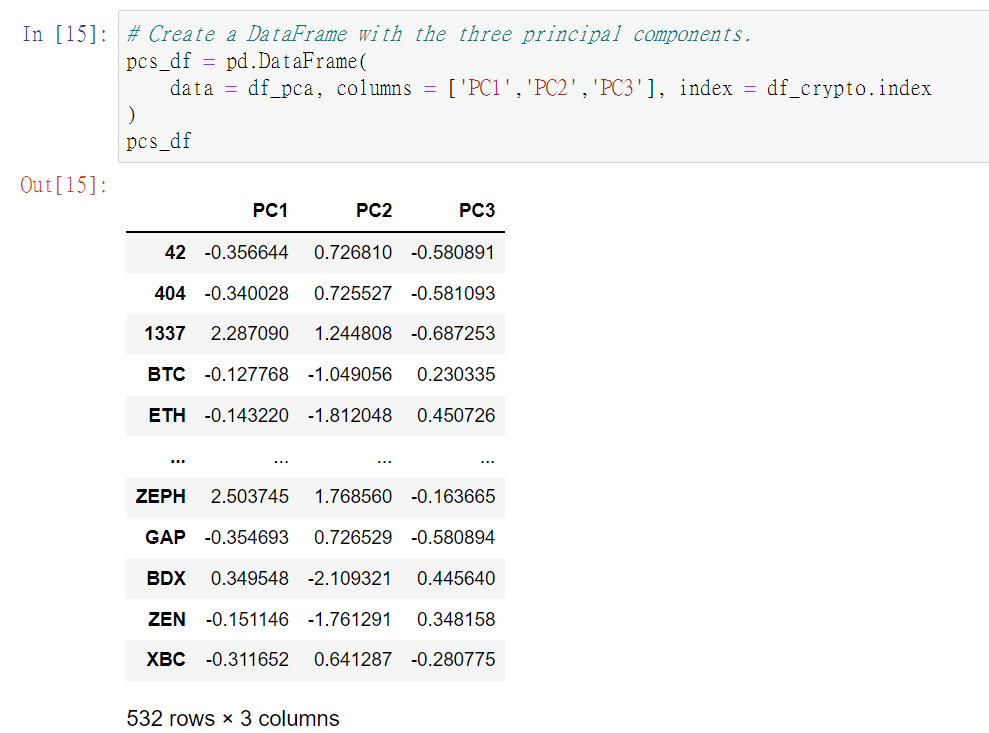 In [15]: # Create a DataFrame with the three principal components.
pcs_df = pd.DataFrame(
    data = df_pca, columns = ['PC1','PC2','PC3'], index = df_crypto.index
)
pcs_df
Out[15]:
PC1 PC2 PC3
42 -0.356644 0.726810 -0.580891
404 -0.340028 0.725527 -0.581093
1337 2.287090 1.244808 -0.687253
BTC -0.127768 -1.049056 0.230335
ETH -0.143220 -1.812048 0.450726
... ... ... ...
ZEPH 2.503745 1.768560 -0.163665
GAP -0.354693 0.726529 -0.580894
BDX 0.349548 -2.109321 0.445640
ZEN -0.151146 -1.761291 0.348158
XBC -0.311652 0.641287 -0.280775
532 rows × 3 columns